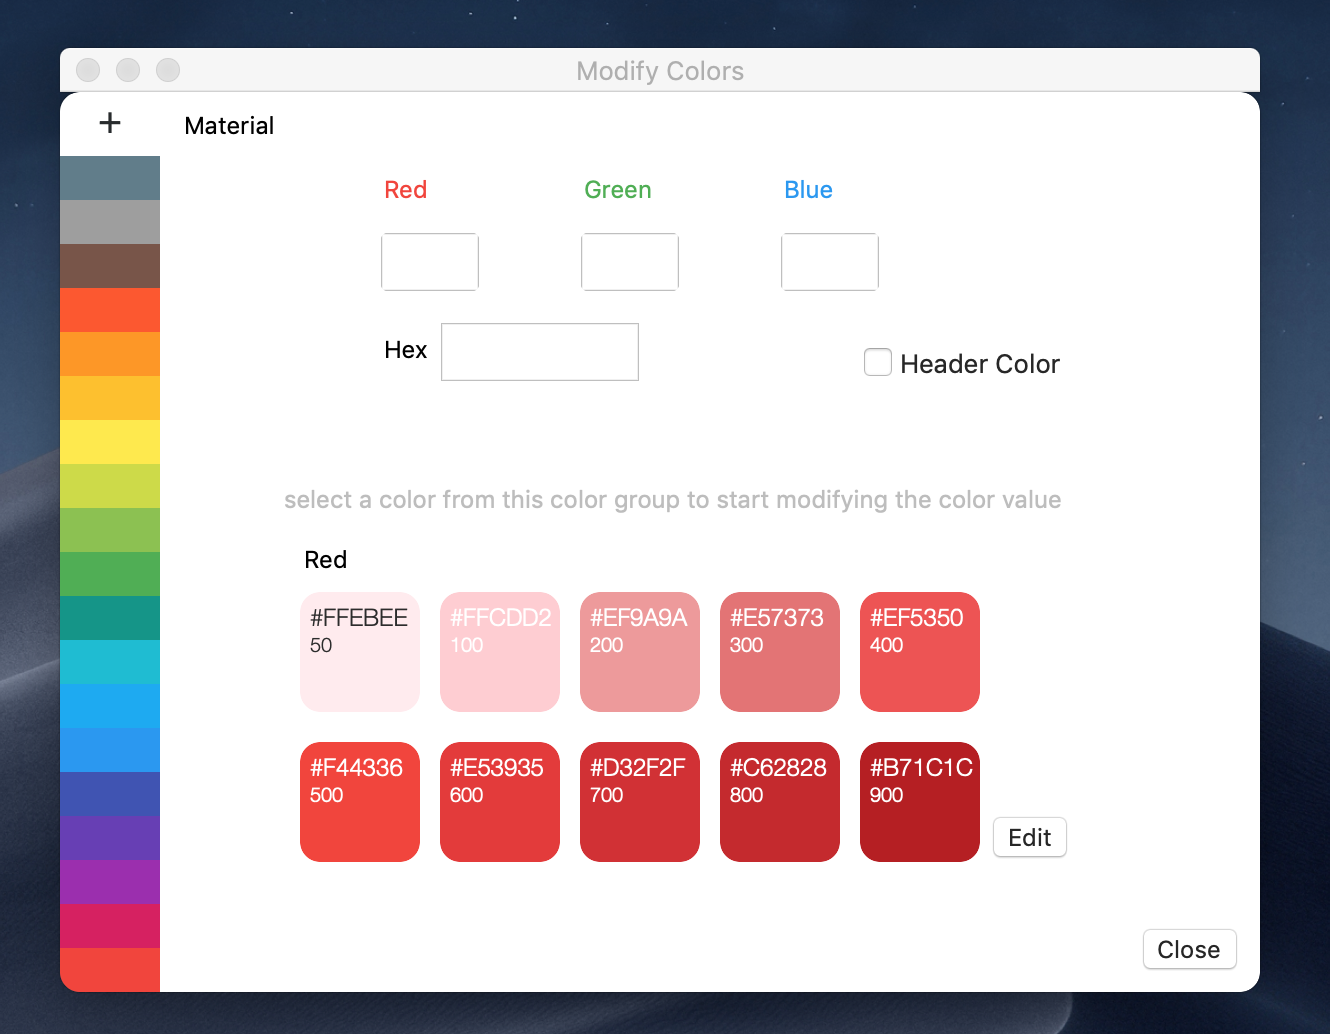 Modify Colors
+
Material
Red
Green
Blue
Hex
Header Color
select a color from this color group to start modifying the color value
Red
#FFEBEE
50
#FFCDD2
100
#EF9A9A
200
#E57373
300
#EF5350
400
#F44336
500
#E53935
600
#D32F2F
700
#C62828
800
#B71C1C
900
Edit
Close